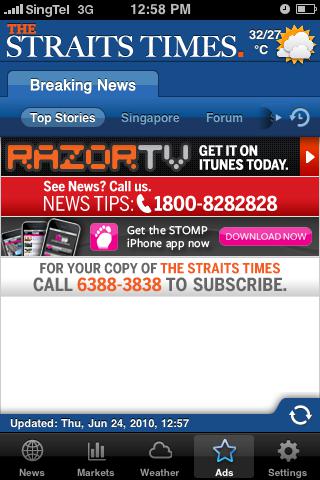 SingTel 3G 12:58 PM
THE
STRAITS TIMES.
32/27
°C
Breaking News
Top Stories Singapore Forum
RAZORTV GET IT ON
ITUNES TODAY.
See News? Call us.
NEWS TIPS: 1800-8282828
Get the STOMP
iPhone app now
DOWNLOAD NOW
FOR YOUR COPY OF THE STRAITS TIMES
CALL 6388-3838 TO SUBSCRIBE.
Updated: Thu, Jun 24, 2010, 12:57
News Markets Weather Ads Settings